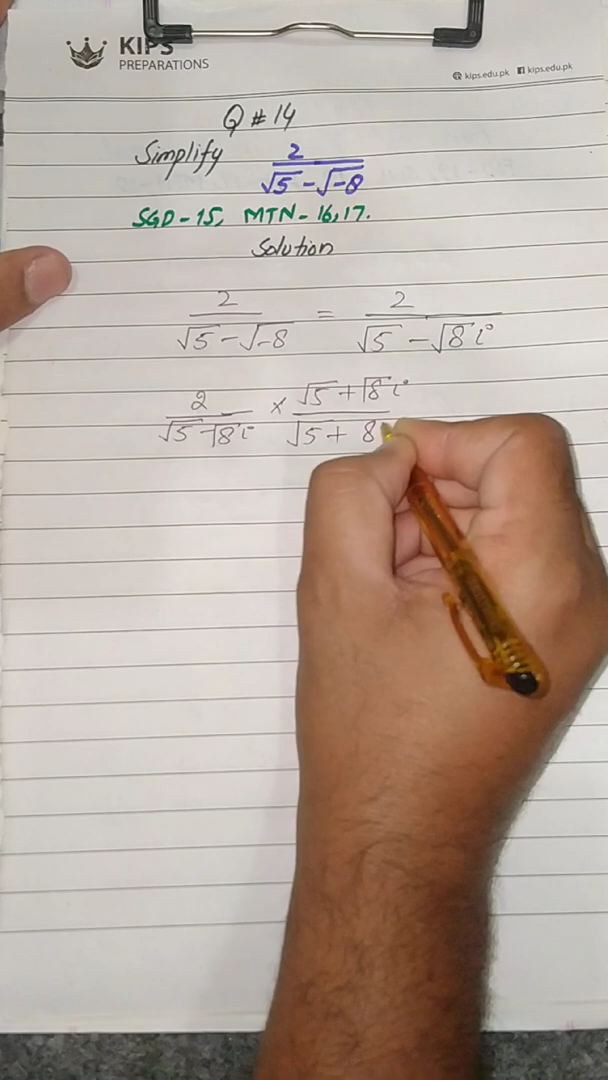 KIPS
PREPARATIONS
kips.edu.pk kips.edu.pk
Q # 14
Simplify 2 / √5 - √-8
SGD - 15, MTN - 16, 17.
Solution
2 / √5 - √-8 = 2 / √5 - √8 i
2 / √5 - √8 i × √5 + √8 i / √5 + 8